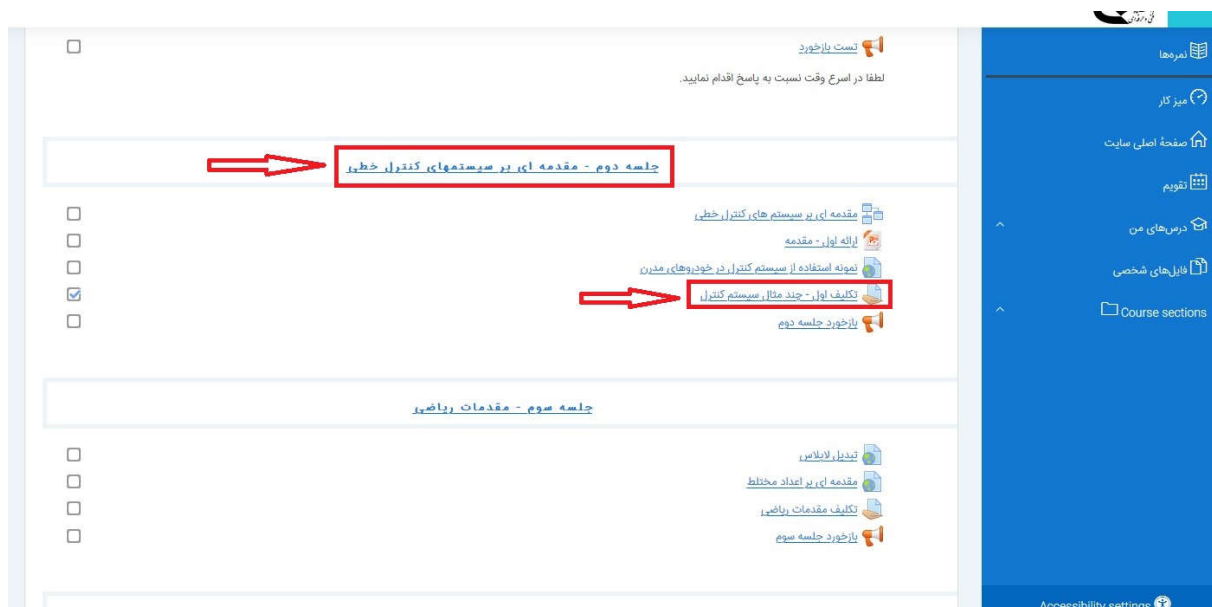 فنی و حرفه‌ای
نمره‌ها
میز کار
صفحهٔ اصلی سایت
تقویم
درس‌های من
فایل‌های شخصی
Course sections
Accessibility settings
تست بازخورد
لطفا در اسرع وقت نسبت به پاسخ اقدام نمایید.
جلسه دوم - مقدمه ای بر سیستمهای کنترل خطی
مقدمه ای بر سیستم های کنترل خطی
ارائه اول - مقدمه
نمونه استفاده از سیستم کنترل در خودروهای مدرن
تکلیف اول - چند مثال سیستم کنترل
بازخورد جلسه دوم
جلسه سوم - مقدمات ریاضی
تبدیل لاپلاس
مقدمه ای بر اعداد مختلط
تکلیف مقدمات ریاضی
بازخورد جلسه سوم